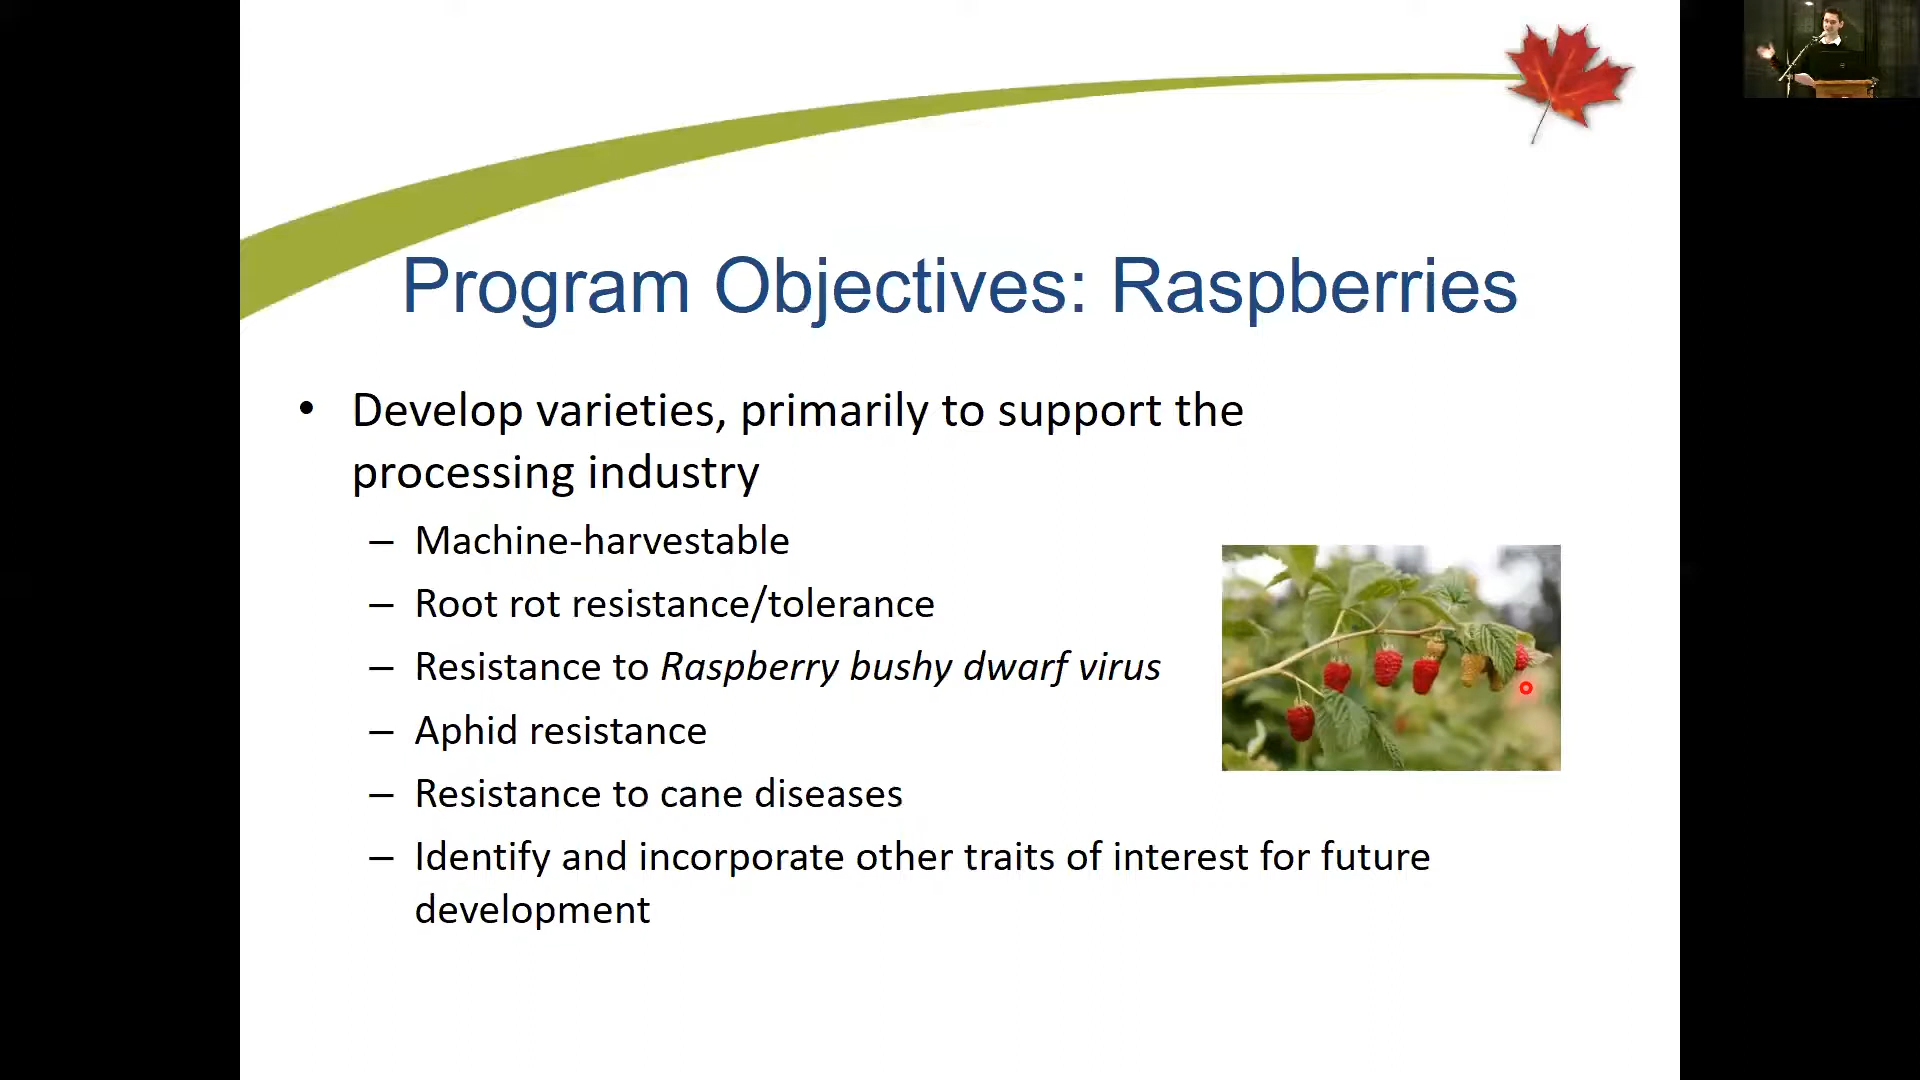 Program Objectives: Raspberries
• Develop varieties, primarily to support the
processing industry
– Machine-harvestable
– Root rot resistance/tolerance
– Resistance to Raspberry bushy dwarf virus
– Aphid resistance
– Resistance to cane diseases
– Identify and incorporate other traits of interest for future
development